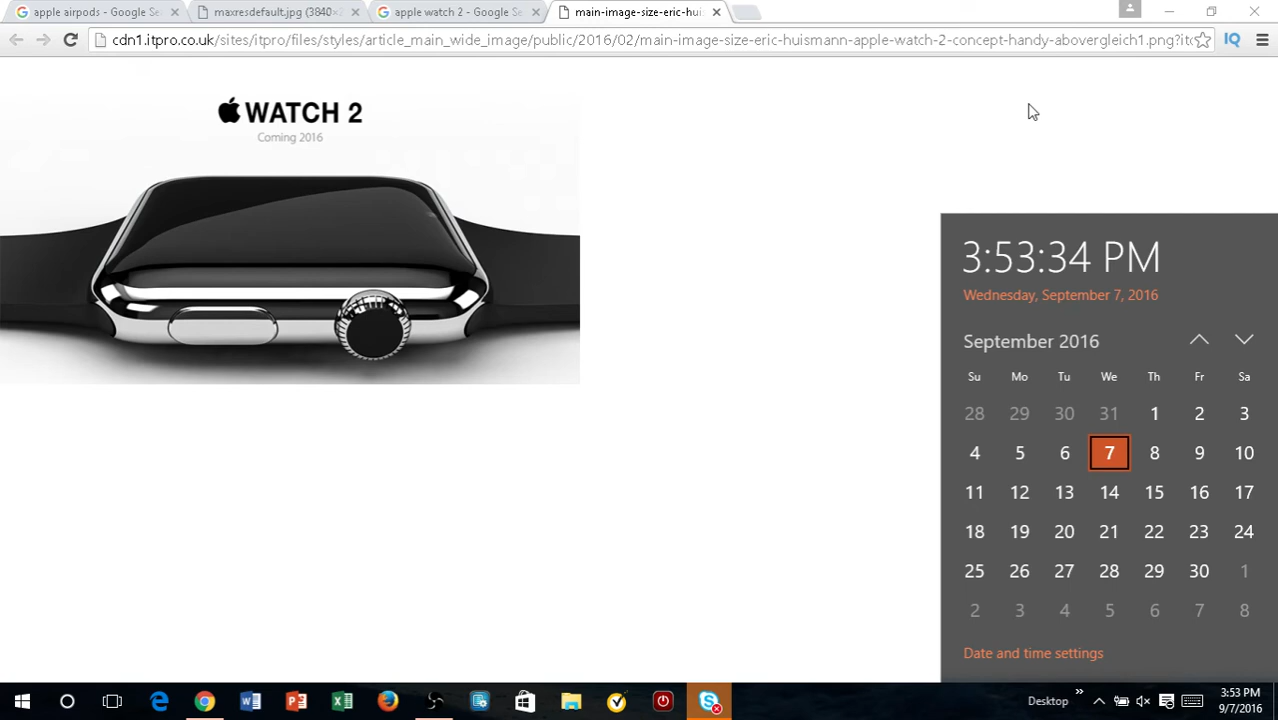 apple airpods - Google Se
maxresdefault.jpg (3840×2
apple watch 2 - Google Se
main-image-size-eric-hui
cdn1.itpro.co.uk/sites/itpro/files/styles/article_main_wide_image/public/2016/02/main-image-size-eric-huismann-apple-watch-2-concept-handy-abovergleich1.png?itc
IQ
WATCH 2
Coming 2016
3:53:34 PM
Wednesday, September 7, 2016
September 2016
Su Mo Tu We Th Fr Sa
28 29 30 31 1 2 3
4 5 6 7 8 9 10
11 12 13 14 15 16 17
18 19 20 21 22 23 24
25 26 27 28 29 30 1
2 3 4 5 6 7 8
Date and time settings
Desktop
3:53 PM
9/7/2016